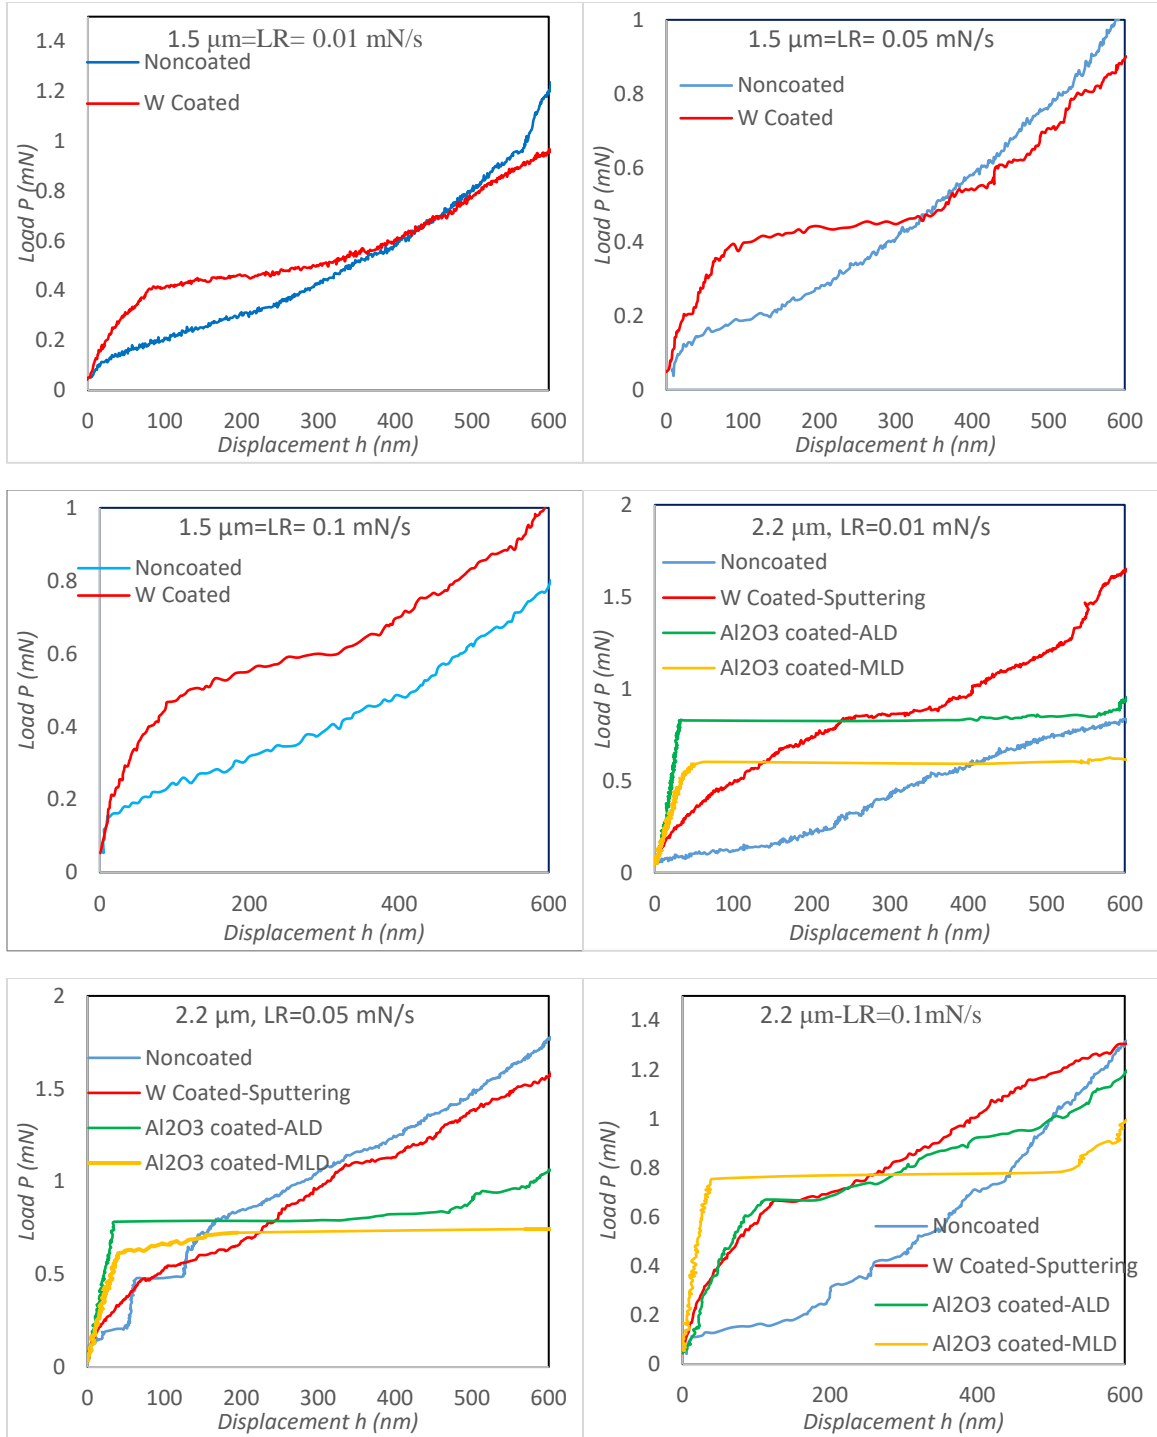 1.5 μm=LR= 0.01 mN/s
Noncoated
W Coated
Load P (mN)
1.4
1.2
1
0.8
0.6
0.4
0.2
0
0 100 200 300 400 500 600
Displacement h (nm)
1.5 μm=LR= 0.05 mN/s
Noncoated
W Coated
Load P (mN)
1
0.8
0.6
0.4
0.2
0
0 100 200 300 400 500 600
Displacement h (nm)
1.5 μm=LR= 0.1 mN/s
Noncoated
W Coated
Load P (mN)
1
0.8
0.6
0.4
0.2
0
0 200 400 600
Displacement h (nm)
2.2 μm, LR=0.01 mN/s
Noncoated
W Coated-Sputtering
Al2O3 coated-ALD
Al2O3 coated-MLD
Load P (mN)
2
1.5
1
0.5
0
0 100 200 300 400 500 600
Displacement h (nm)
2.2 μm, LR=0.05 mN/s
Noncoated
W Coated-Sputtering
Al2O3 coated-ALD
Al2O3 coated-MLD
Load P (mN)
2
1.5
1
0.5
0
0 100 200 300 400 500 600
Displacement h (nm)
2.2 μm-LR=0.1mN/s
Noncoated
W Coated-Sputtering
Al2O3 coated-ALD
Al2O3 coated-MLD
Load P (mN)
1.4
1.2
1
0.8
0.6
0.4
0.2
0
0 200 400 600
Displacement h (nm)